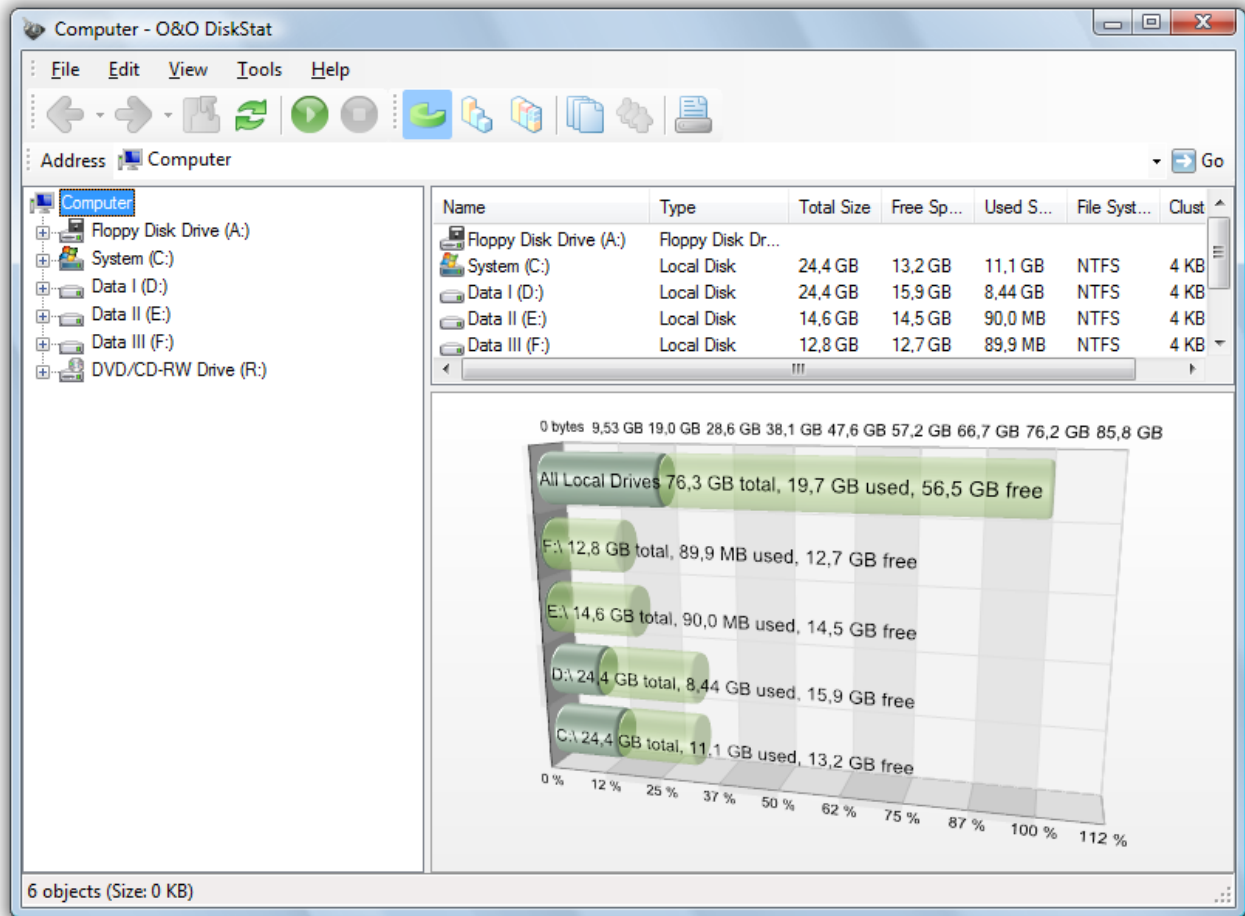 Computer - O&O DiskStat
File Edit View Tools Help
Address Computer Go
Computer
Floppy Disk Drive (A:)
System (C:)
Data I (D:)
Data II (E:)
Data III (F:)
DVD/CD-RW Drive (R:)
Name Type Total Size Free Sp... Used S... File Syst... Clust
Floppy Disk Drive (A:) Floppy Disk Dr...
System (C:) Local Disk 24,4 GB 13,2 GB 11,1 GB NTFS 4 KB
Data I (D:) Local Disk 24,4 GB 15,9 GB 8,44 GB NTFS 4 KB
Data II (E:) Local Disk 14,6 GB 14,5 GB 90,0 MB NTFS 4 KB
Data III (F:) Local Disk 12,8 GB 12,7 GB 89,9 MB NTFS 4 KB
0 bytes 9,53 GB 19,0 GB 28,6 GB 38,1 GB 47,6 GB 57,2 GB 66,7 GB 76,2 GB 85,8 GB
All Local Drives 76,3 GB total, 19,7 GB used, 56,5 GB free
F:\ 12,8 GB total, 89,9 MB used, 12,7 GB free
E:\ 14,6 GB total, 90,0 MB used, 14,5 GB free
D:\ 24,4 GB total, 8,44 GB used, 15,9 GB free
C:\ 24,4 GB total, 11,1 GB used, 13,2 GB free
0 % 12 % 25 % 37 % 50 % 62 % 75 % 87 % 100 % 112 %
6 objects (Size: 0 KB)